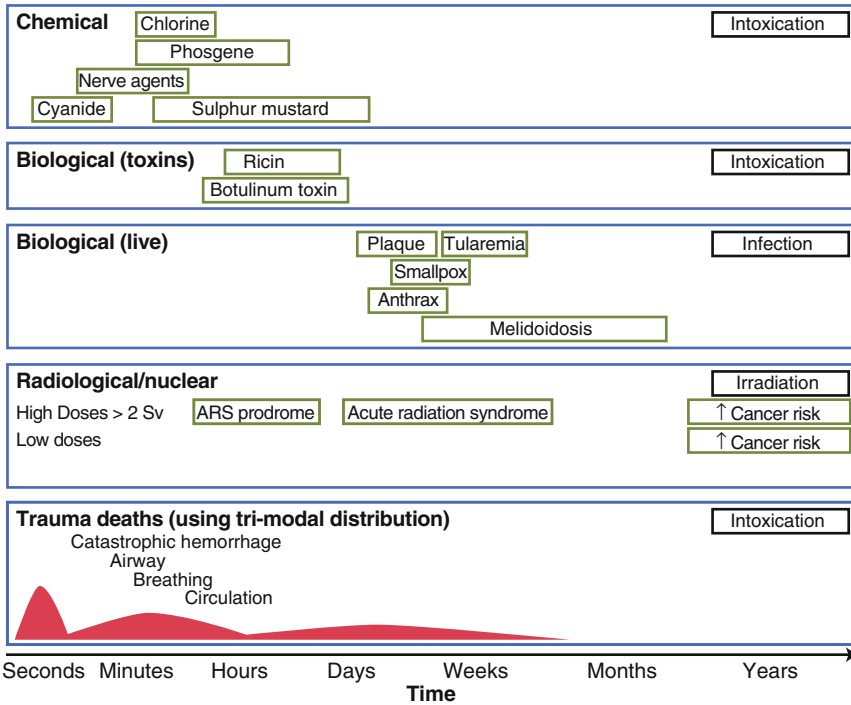 Chemical Chlorine Intoxication
Phosgene
Nerve agents
Cyanide Sulphur mustard
Biological (toxins) Ricin Intoxication
Botulinum toxin
Biological (live) Plaque Tularemia Infection
Smallpox
Anthrax
Melidoidosis
Radiological/nuclear Irradiation
High Doses > 2 Sv ARS prodrome Acute radiation syndrome ↑ Cancer risk
Low doses ↑ Cancer risk
Trauma deaths (using tri-modal distribution) Intoxication
Catastrophic hemorrhage
Airway
Breathing
Circulation
Seconds Minutes Hours Days Weeks Months Years
Time